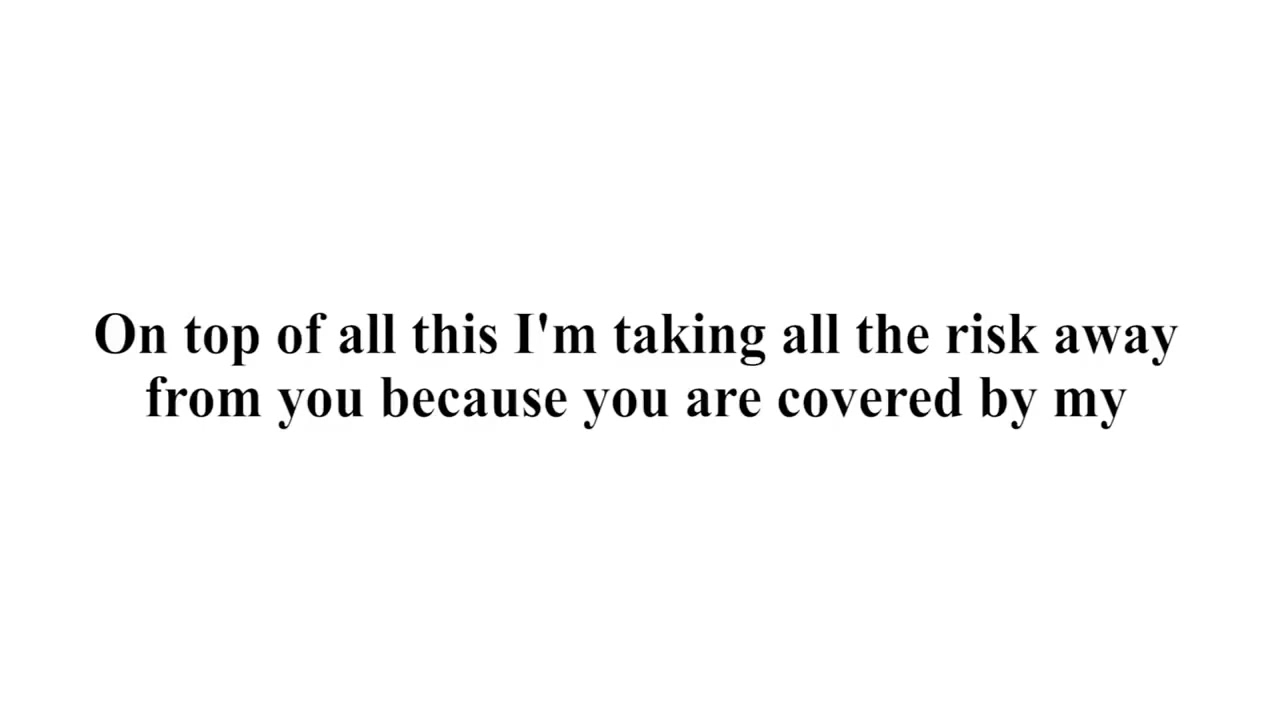 On top of all this I'm taking all the risk away
from you because you are covered by my